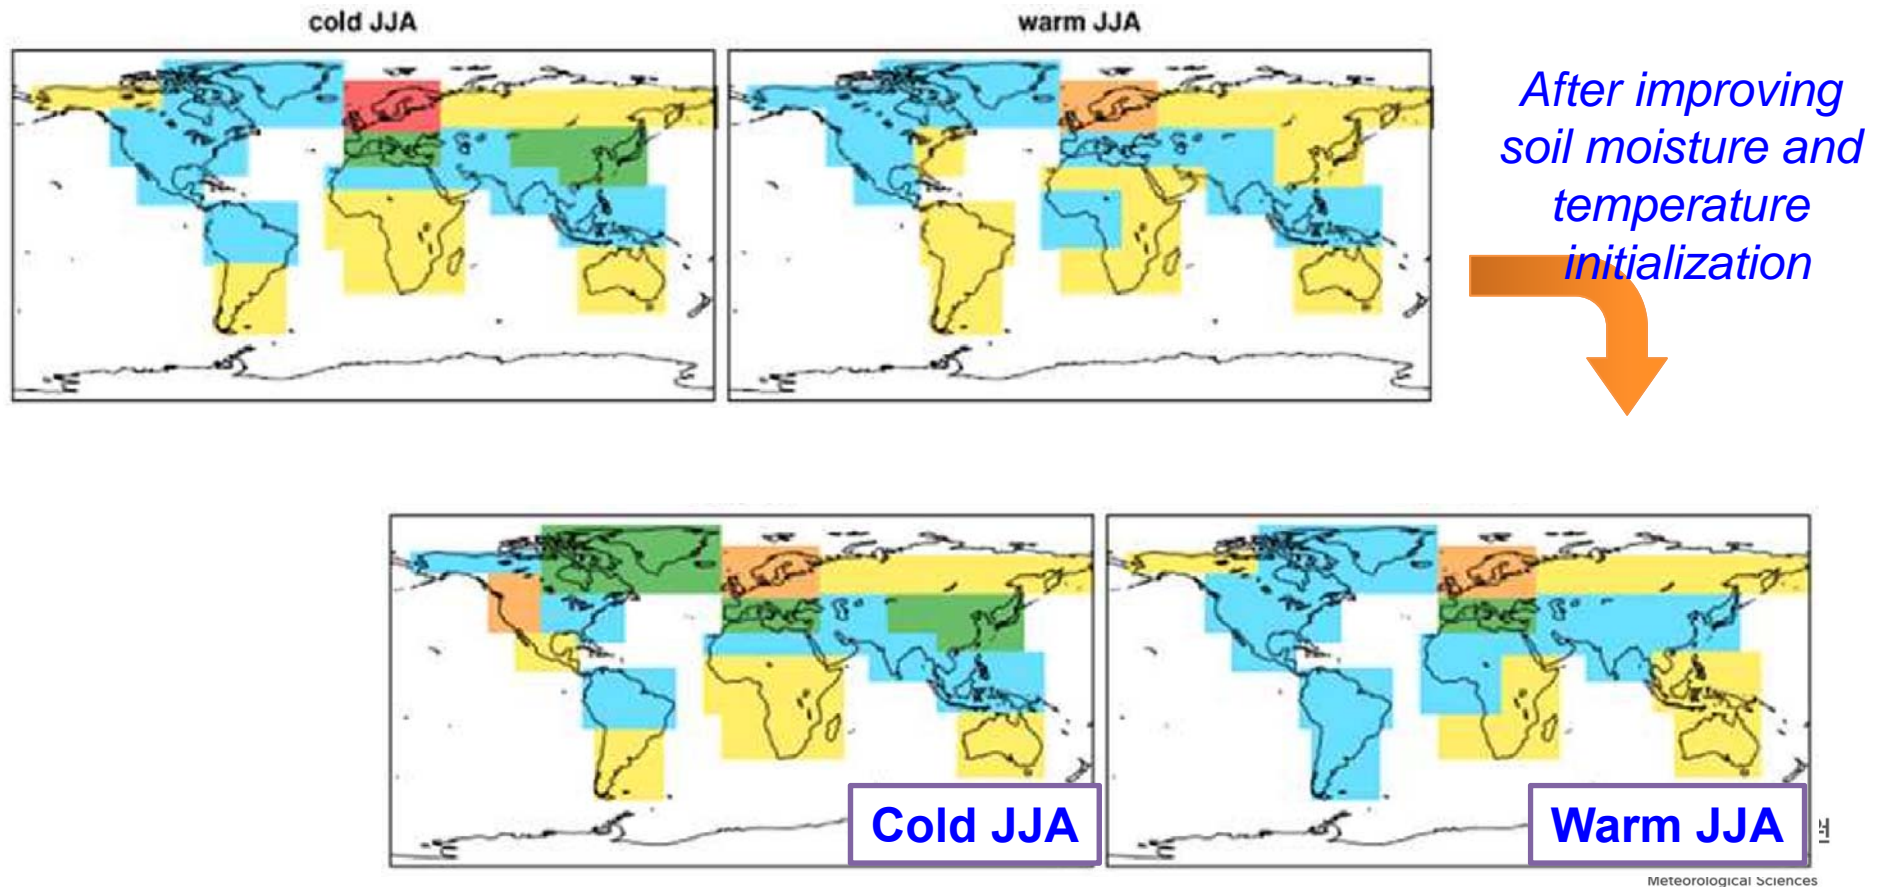 cold JJA
warm JJA
After improving
soil moisture and
temperature
initialization
Cold JJA
Warm JJA
Meteorological Sciences